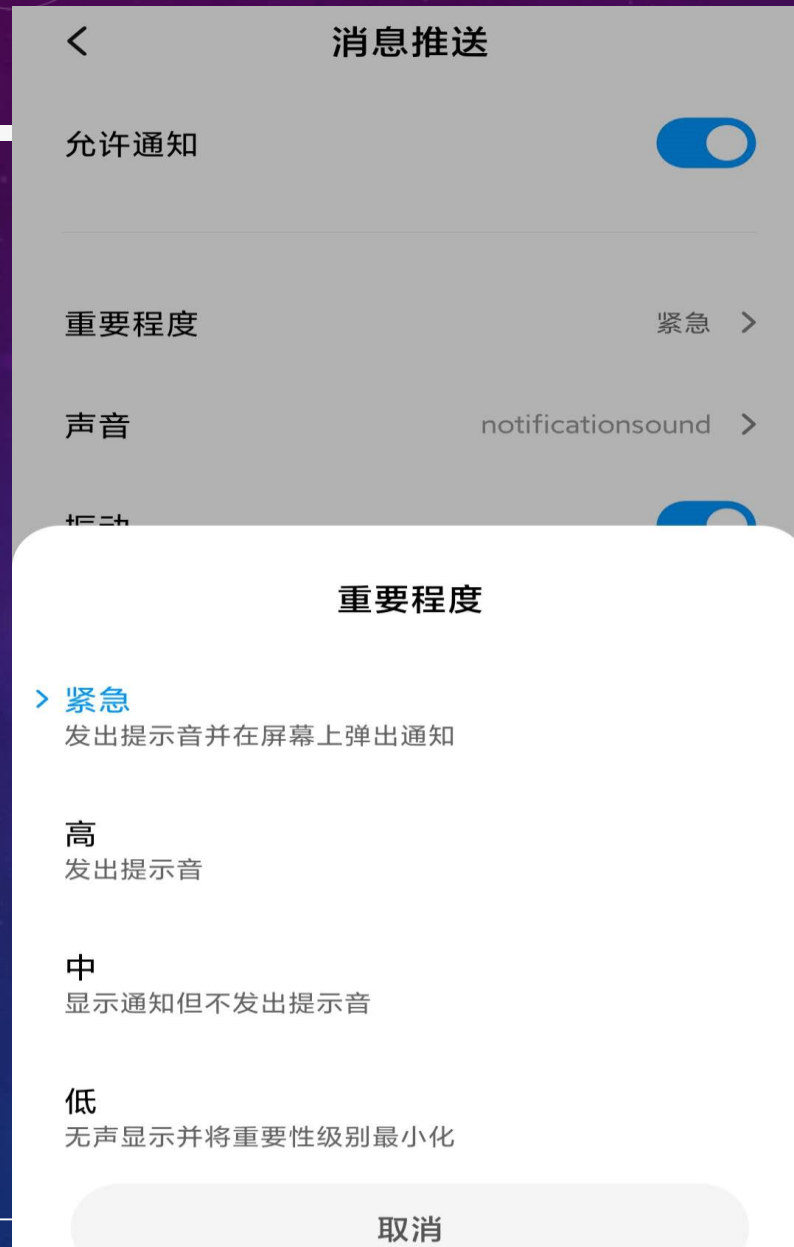 消息推送
允许通知
重要程度 紧急
声音 notificationsound
振动
重要程度
紧急
发出提示音并在屏幕上弹出通知
高
发出提示音
中
显示通知但不发出提示音
低
无声显示并将重要性级别最小化
取消